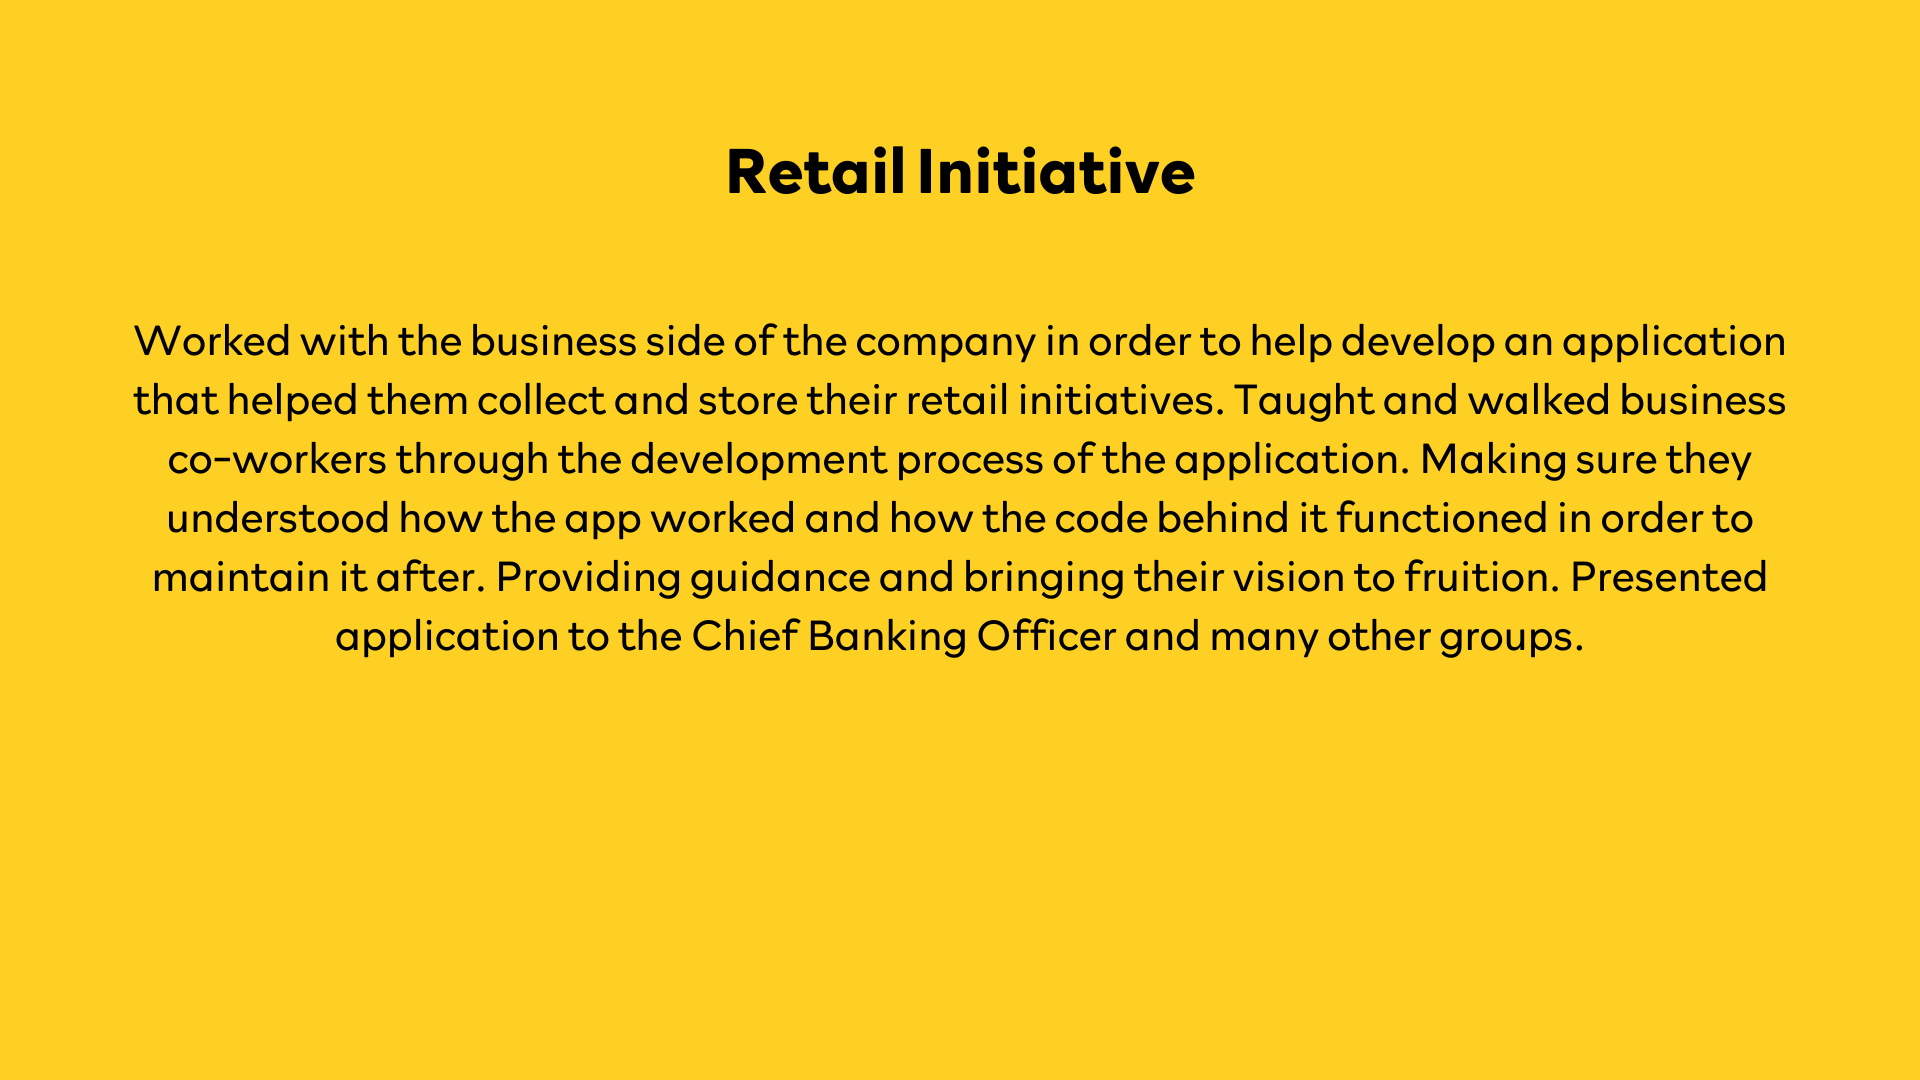 Retail Initiative
Worked with the business side of the company in order to help develop an application
that helped them collect and store their retail initiatives. Taught and walked business
co-workers through the development process of the application. Making sure they
understood how the app worked and how the code behind it functioned in order to
maintain it after. Providing guidance and bringing their vision to fruition. Presented
application to the Chief Banking Officer and many other groups.